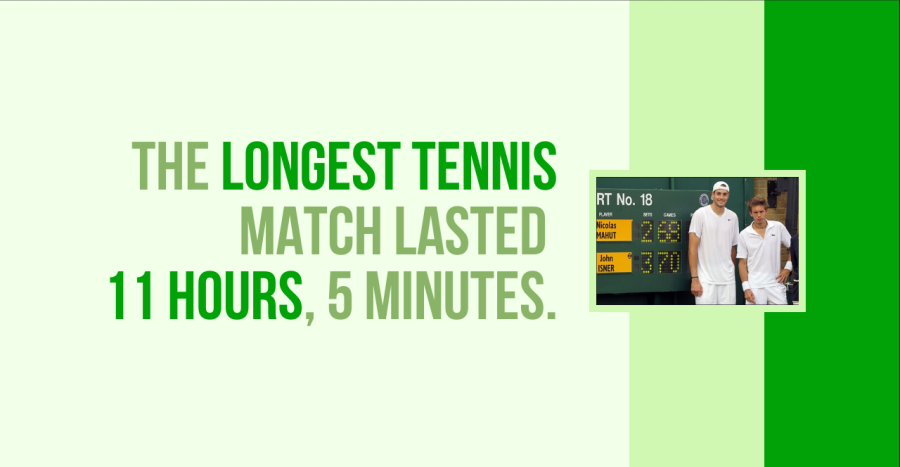 THE LONGEST TENNIS
MATCH LASTED
11 HOURS, 5 MINUTES.
RT No. 18
PLAYER SETS GAMES
Nicolas
MAHUT 2 68
John
ISNER 3 70